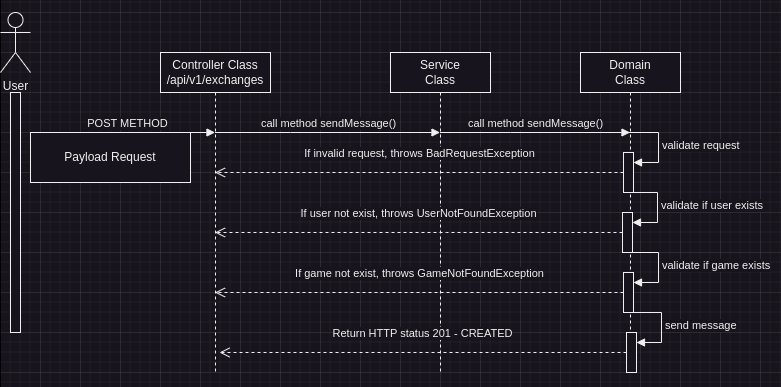 Controller Class
/api/v1/exchanges
Service
Class
Domain
Class
User
POST METHOD
call method sendMessage()
call method sendMessage()
Payload Request
validate request
If invalid request, throws BadRequestException
validate if user exists
If user not exist, throws UserNotFoundException
validate if game exists
If game not exist, throws GameNotFoundException
send message
Return HTTP status 201 - CREATED